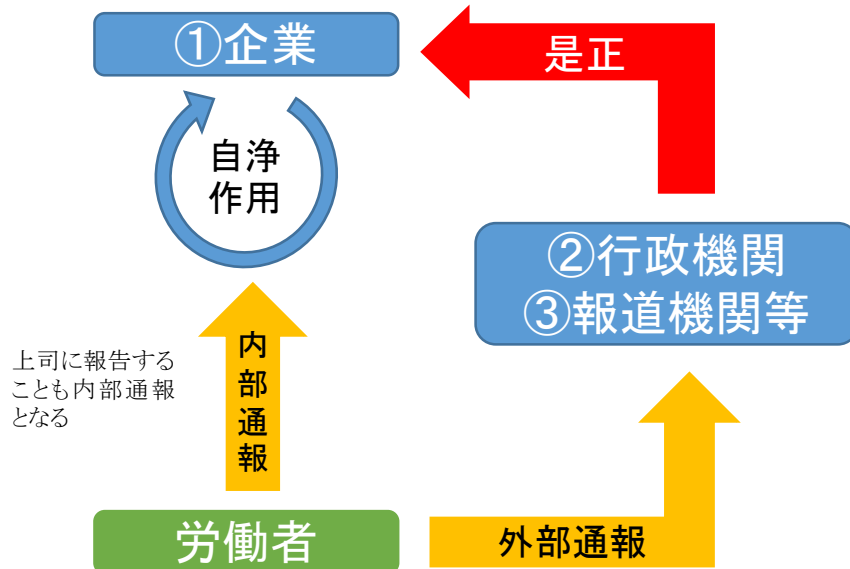 ①企業
是正
自浄
作用
②行政機関
③報道機関等
内部通報
上司に報告する
ことも内部通報
となる
労働者
外部通報